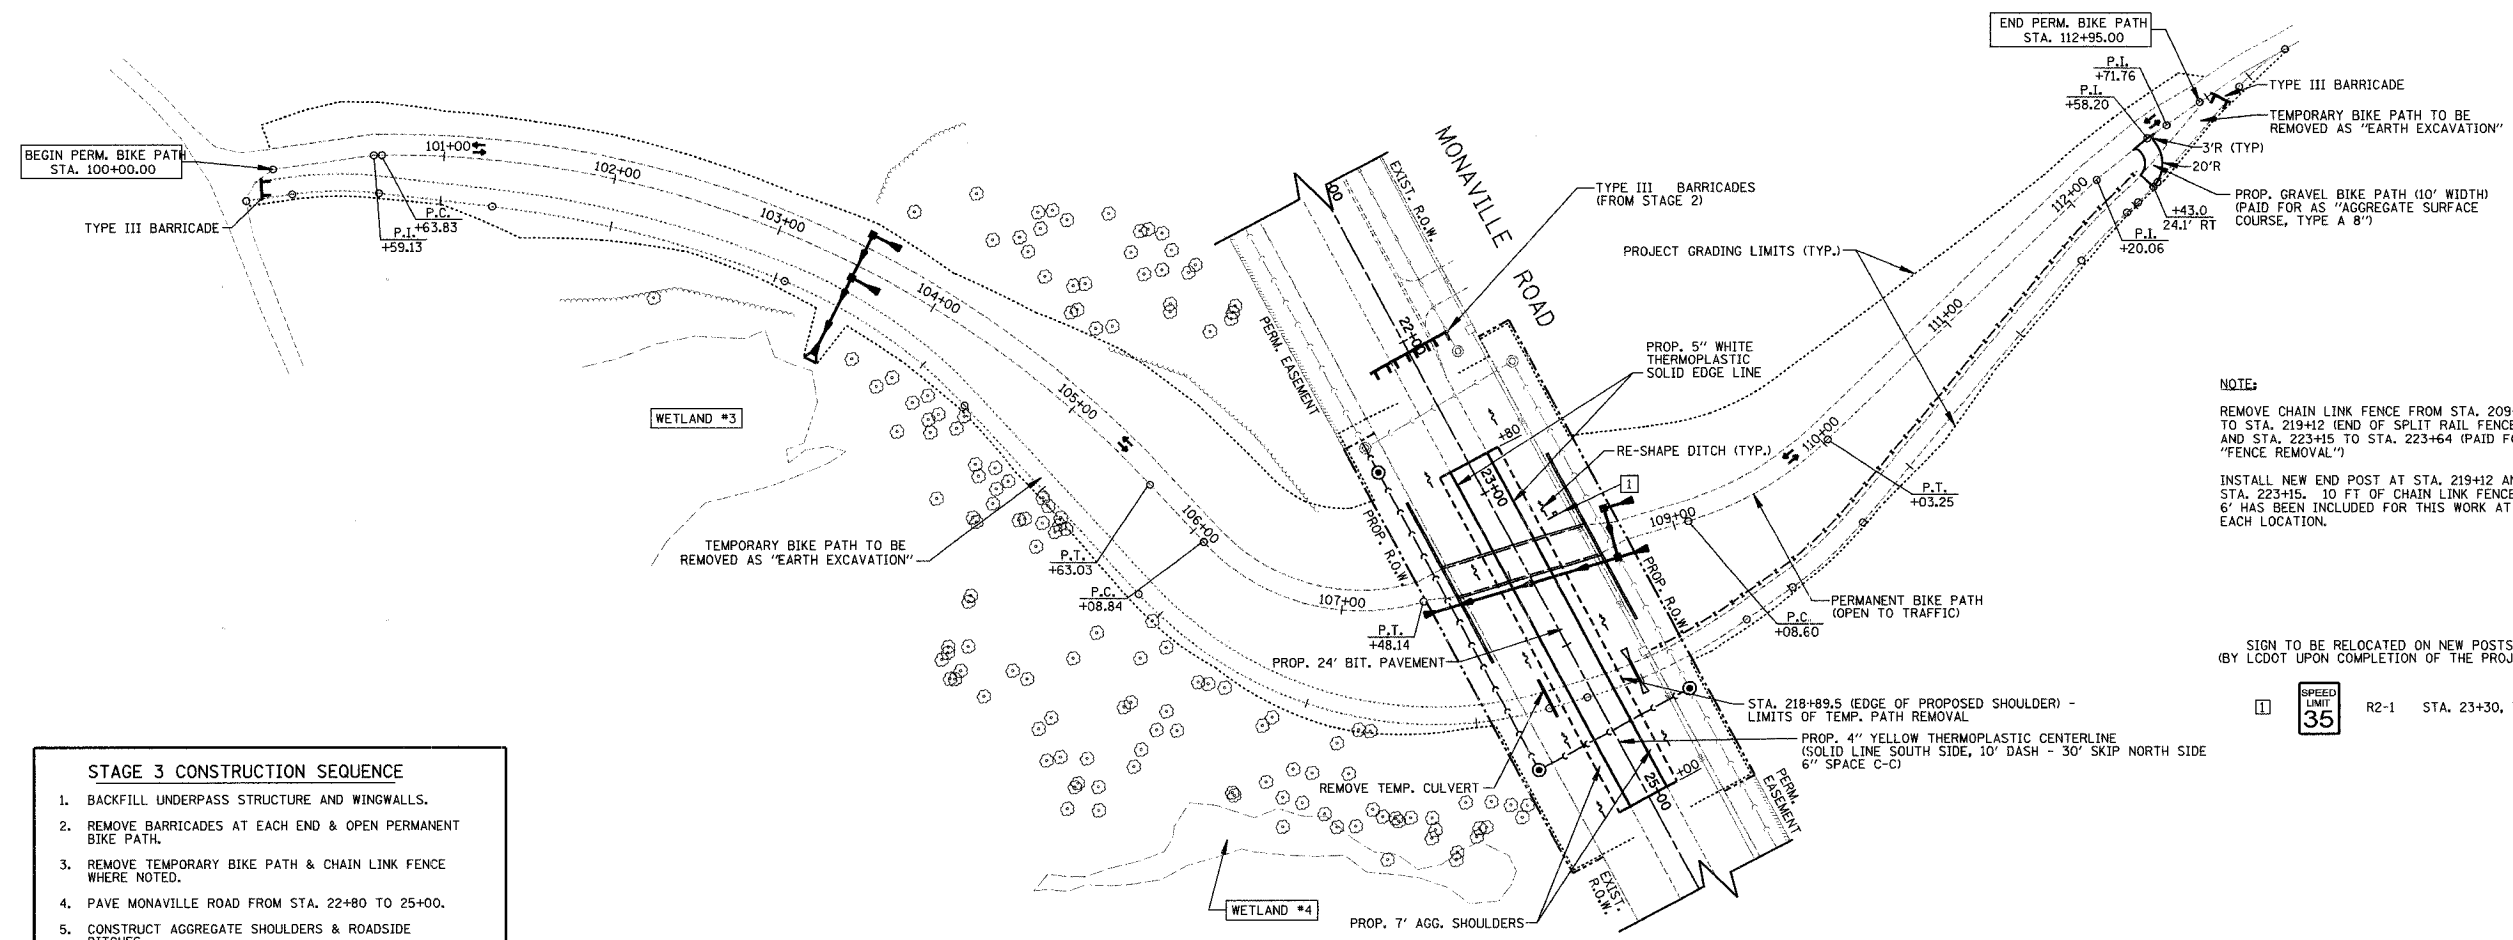 END PERM. BIKE PATH
STA. 112+95.00
P.I.
+71.76
P.I.
+58.20
TYPE III BARRICADE
TEMPORARY BIKE PATH TO BE
REMOVED AS "EARTH EXCAVATION"
3'R (TYP)
20'R
PROP. GRAVEL BIKE PATH (10' WIDTH)
(PAID FOR AS "AGGREGATE SURFACE
COURSE, TYPE A 8")
+43.0
24.1' RT
P.I.
+20.06
112+00
111+00
110+00
109+00
BEGIN PERM. BIKE PATH
STA. 100+00.00
TYPE III BARRICADE
101+00
102+00
103+00
104+00
105+00
106+00
107+00
P.C.
+63.83
P.I.
+59.13
MONAVILLE
ROAD
EXIST. R.O.W.
00
22+00
TYPE III BARRICADES
(FROM STAGE 2)
PROJECT GRADING LIMITS (TYP.)
PERM. EASEMENT
PROP. 5" WHITE
THERMOPLASTIC
SOLID EDGE LINE
+80
23+00
RE-SHAPE DITCH (TYP.)
1
WETLAND #3
TEMPORARY BIKE PATH TO BE
REMOVED AS "EARTH EXCAVATION"
P.T.
+63.03
P.C.
+08.84
P.T.
+48.14
PROP. R.O.W.
PROP. R.O.W.
P.T.
+03.25
PERMANENT BIKE PATH
(OPEN TO TRAFFIC)
P.C.
+08.60
PROP. 24' BIT. PAVEMENT
STA. 218+89.5 (EDGE OF PROPOSED SHOULDER) -
LIMITS OF TEMP. PATH REMOVAL
PROP. 4" YELLOW THERMOPLASTIC CENTERLINE
(SOLID LINE SOUTH SIDE, 10' DASH - 30' SKIP NORTH SIDE
6" SPACE C-C)
REMOVE TEMP. CULVERT
25+00
+00
PERM.
EASEMENT
EXIST.
R.O.W.
WETLAND #4
PROP. 7' AGG. SHOULDERS
NOTE:
REMOVE CHAIN LINK FENCE FROM STA. 209
TO STA. 219+12 (END OF SPLIT RAIL FENCE
AND STA. 223+15 TO STA. 223+64 (PAID F
"FENCE REMOVAL")
INSTALL NEW END POST AT STA. 219+12 A
STA. 223+15. 10 FT OF CHAIN LINK FENCE
6' HAS BEEN INCLUDED FOR THIS WORK AT
EACH LOCATION.
SIGN TO BE RELOCATED ON NEW POSTS
(BY LCDOT UPON COMPLETION OF THE PROJ
1
SPEED
LIMIT
35
R2-1 STA. 23+30,
STAGE 3 CONSTRUCTION SEQUENCE
1. BACKFILL UNDERPASS STRUCTURE AND WINGWALLS.
2. REMOVE BARRICADES AT EACH END & OPEN PERMANENT
BIKE PATH.
3. REMOVE TEMPORARY BIKE PATH & CHAIN LINK FENCE
WHERE NOTED.
4. PAVE MONAVILLE ROAD FROM STA. 22+80 TO 25+00.
5. CONSTRUCT AGGREGATE SHOULDERS & ROADSIDE